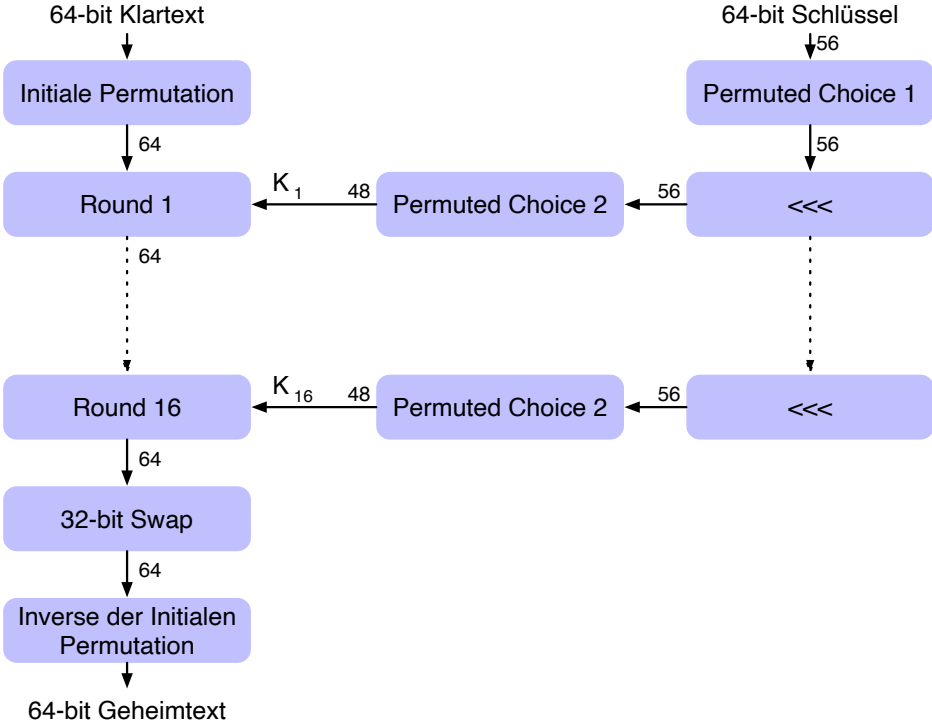 64-bit Klartext
64-bit Schlüssel
56
Initiale Permutation
Permuted Choice 1
64
56
Round 1
K 1
48
Permuted Choice 2
56
<<<
64
Round 16
K 16
48
Permuted Choice 2
56
<<<
64
32-bit Swap
64
Inverse der Initialen
Permutation
64-bit Geheimtext